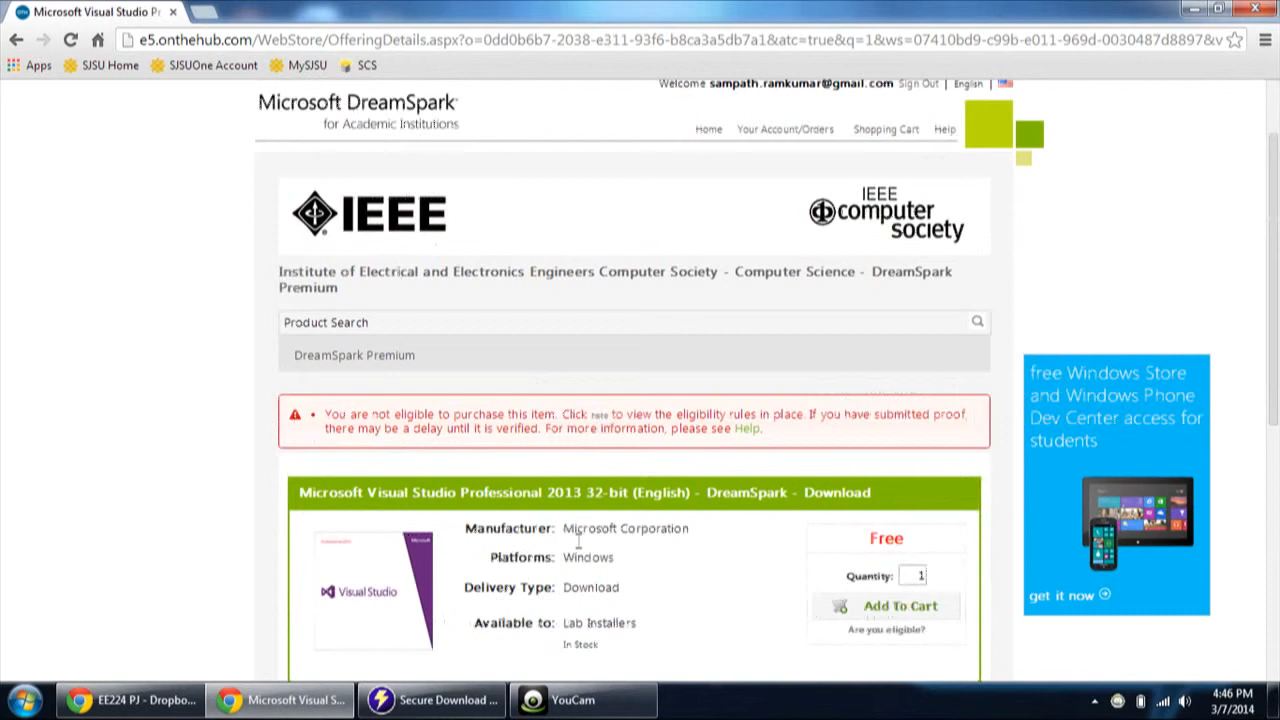 Microsoft Visual Studio Pr
e5.onthehub.com/WebStore/OfferingDetails.aspx?o=0dd0b6b7-2038-e311-93f6-b8ca3a5db7a1&atc=true&q=1&ws=07410bd9-c99b-e011-969d-0030487d8897&v
Apps SJSU Home SJSUOne Account MySJSU SCS
Welcome sampath.ramkumar@gmail.com Sign Out | English |
Microsoft DreamSpark
for Academic Institutions
Home Your Account/Orders Shopping Cart Help
IEEE
IEEE
computer
society
Institute of Electrical and Electronics Engineers Computer Society - Computer Science - DreamSpark
Premium
Product Search
DreamSpark Premium
You are not eligible to purchase this item. Click to view the eligibility rules in place. If you have submitted proof,
there may be a delay until it is verified. For more information, please see Help.
free Windows Store
and Windows Phone
Dev Center access for
students
get it now
Microsoft Visual Studio Professional 2013 32-bit (English) - DreamSpark - Download
Microsoft
Visual Studio
Manufacturer: Microsoft Corporation
Platforms: Windows
Delivery Type: Download
Available to: Lab Installers
In Stock
Free
Quantity: 1
Add To Cart
Are you eligible?
EE224 PJ - Dropbo... Microsoft Visual S... Secure Download ... YouCam
4:46 PM
3/7/2014